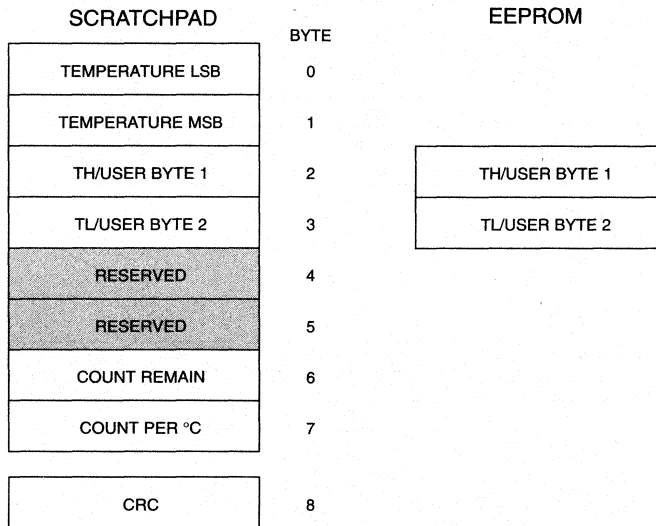 SCRATCHPAD
BYTE
EEPROM
TEMPERATURE LSB 0
TEMPERATURE MSB 1
TH/USER BYTE 1 2 TH/USER BYTE 1
TL/USER BYTE 2 3 TL/USER BYTE 2
RESERVED 4
RESERVED 5
COUNT REMAIN 6
COUNT PER °C 7
CRC 8